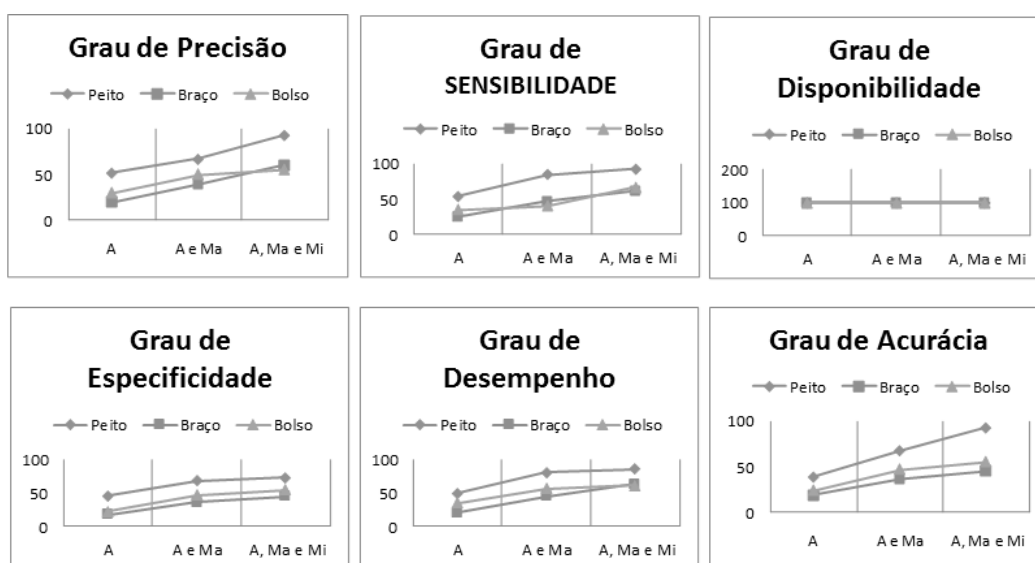 Grau de Precisão
Peito Braço Bolso
100
50
0
A A e Ma A, Ma e Mi
Grau de
SENSIBILIDADE
Peito Braço Bolso
100
50
0
A A e Ma A, Ma e Mi
Grau de
Disponibilidade
Peito Braço Bolso
200
100
0
A A e Ma A, Ma e Mi
Grau de
Especificidade
Peito Braço Bolso
100
50
0
A A e Ma A, Ma e Mi
Grau de
Desempenho
Peito Braço Bolso
100
50
0
A A e Ma A, Ma e Mi
Grau de Acurácia
Peito Braço Bolso
100
50
0
A A e Ma A, Ma e Mi